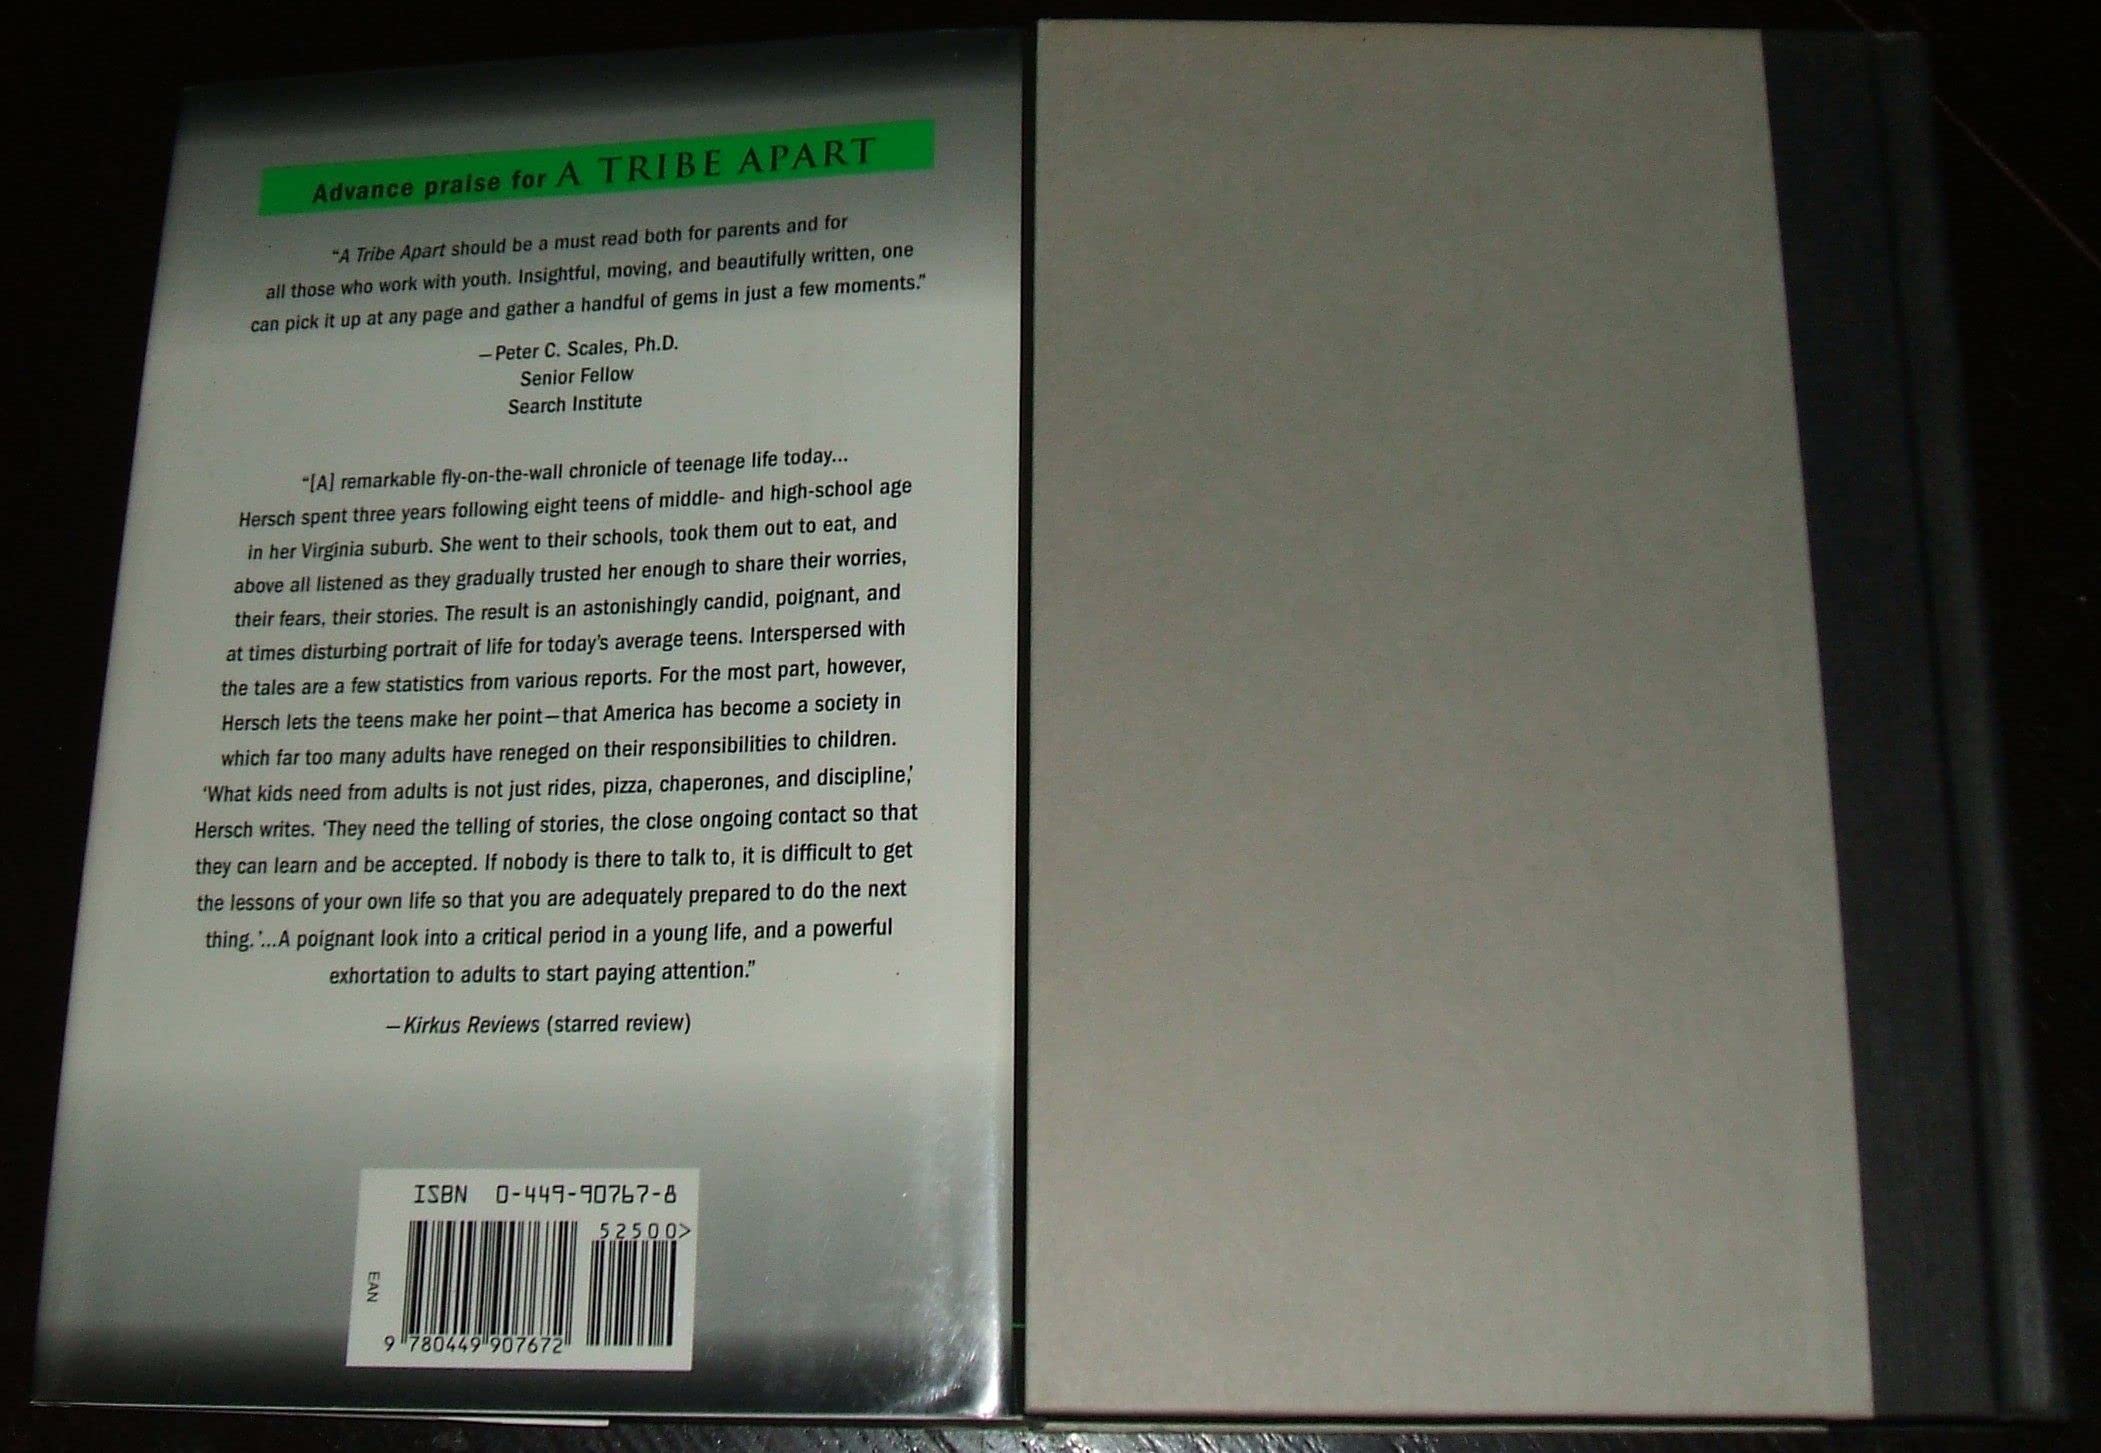 Advance praise for A TRIBE APART
“A Tribe Apart should be a must read both for parents and for
all those who work with youth. Insightful, moving, and beautifully written, one
can pick it up at any page and gather a handful of gems in just a few moments.”
—Peter C. Scales, Ph.D.
Senior Fellow
Search Institute
“[A] remarkable fly-on-the-wall chronicle of teenage life today...
Hersch spent three years following eight teens of middle- and high-school age
in her Virginia suburb. She went to their schools, took them out to eat, and
above all listened as they gradually trusted her enough to share their worries,
their fears, their stories. The result is an astonishingly candid, poignant, and
at times disturbing portrait of life for today’s average teens. Interspersed with
the tales are a few statistics from various reports. For the most part, however,
Hersch lets the teens make her point—that America has become a society in
which far too many adults have reneged on their responsibilities to children.
‘What kids need from adults is not just rides, pizza, chaperones, and discipline,’
Hersch writes. ‘They need the telling of stories, the close ongoing contact so that
they can learn and be accepted. If nobody is there to talk to, it is difficult to get
the lessons of your own life so that you are adequately prepared to do the next
thing.‘...A poignant look into a critical period in a young life, and a powerful
exhortation to adults to start paying attention.”
—Kirkus Reviews (starred review)
ISBN 0-449-90767-8
52500>
EAN
9 780449 907672